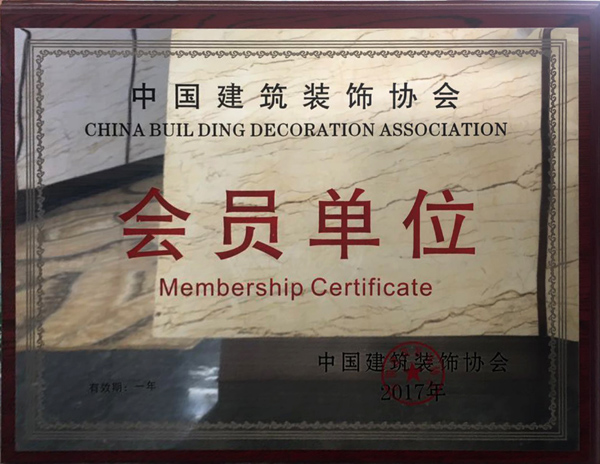 中国建筑装饰协会
CHINA BUIL DING DECORATION ASSOCIATION
会员单位
Membership Certificate
中国建筑装饰协会
有效期：一年
2017年